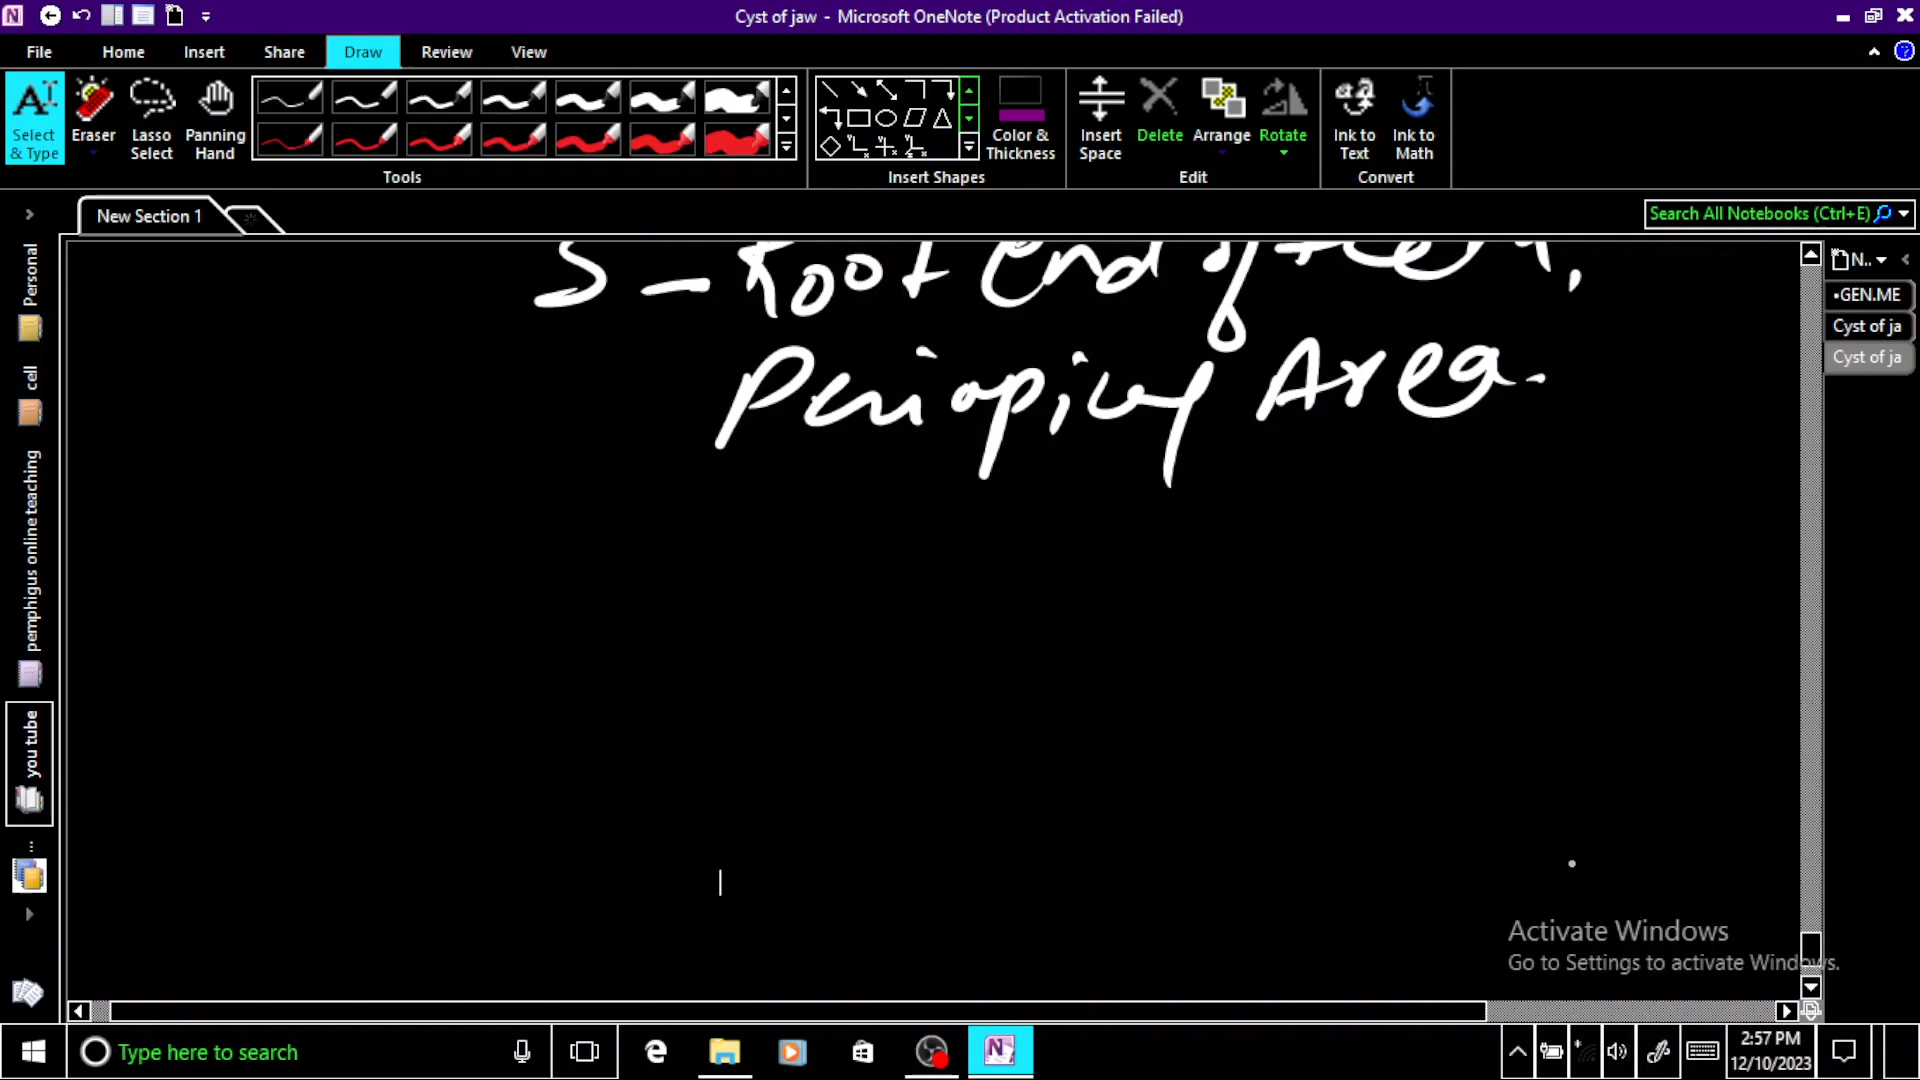 Cyst of jaw - Microsoft OneNote (Product Activation Failed)
File Home Insert Share Draw Review View
Select & Type
Eraser
Lasso Select
Panning Hand
Tools
Insert Shapes
Color & Thickness
Insert Space
Delete
Arrange
Rotate
Edit
Ink to Text
Ink to Math
Convert
New Section 1
Search All Notebooks (Ctrl+E)
Personal
cell
pemphigus online teaching
you tube
N..
•GEN.ME
Cyst of ja
Cyst of ja
S - Root end of teeth,
Periapical Area.
Activate Windows
Go to Settings to activate Windows.
Type here to search
2:57 PM
12/10/2023